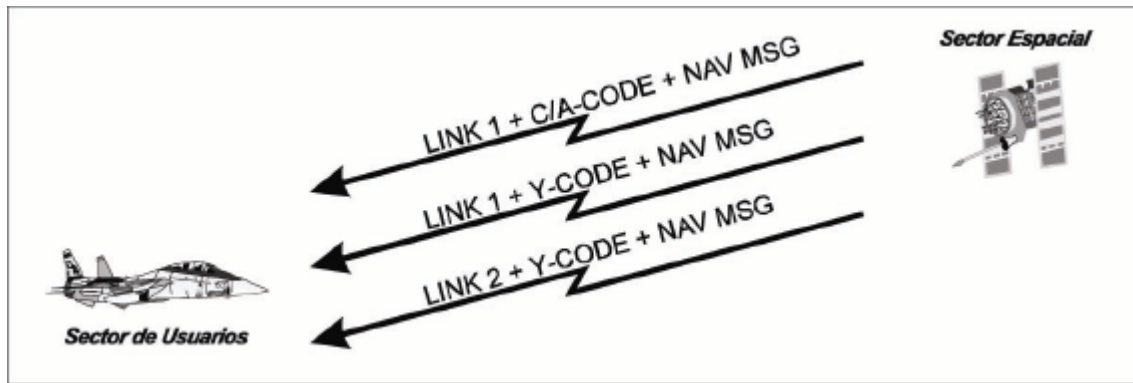 Sector Espacial
LINK 1 + C/A-CODE + NAV MSG
LINK 1 + Y-CODE + NAV MSG
LINK 2 + Y-CODE + NAV MSG
Sector de Usuarios